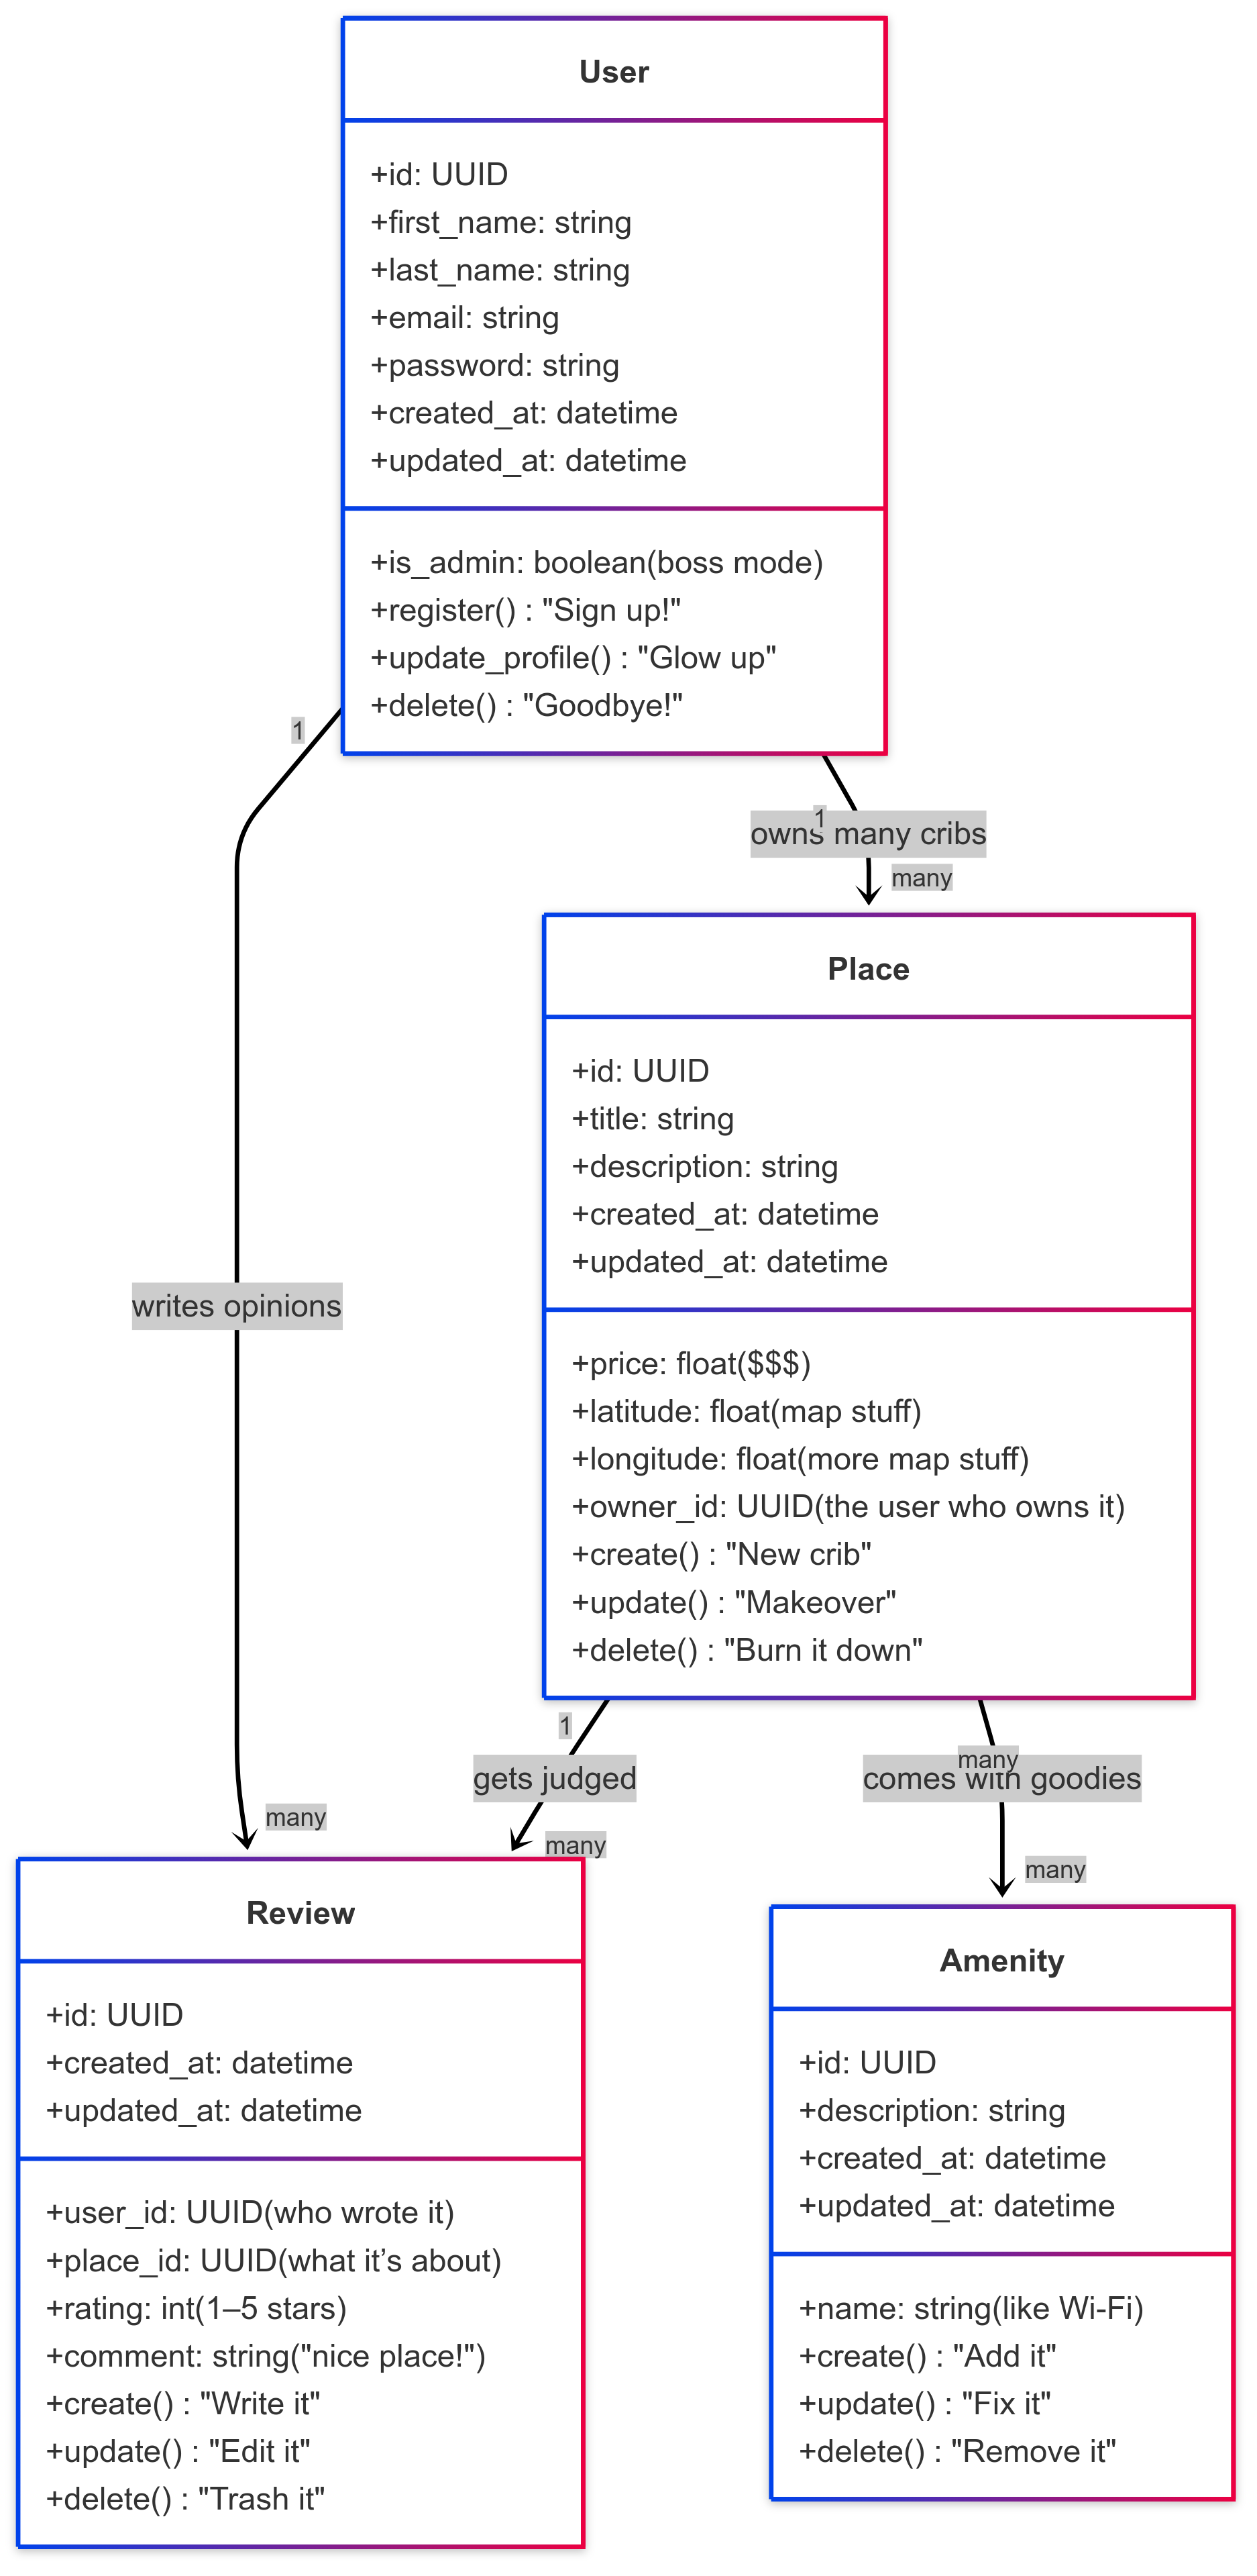 User
+id: UUID
+first_name: string
+last_name: string
+email: string
+password: string
+created_at: datetime
+updated_at: datetime
+is_admin: boolean(boss mode)
+register() : "Sign up!"
+update_profile() : "Glow up"
+delete() : "Goodbye!"
1
1
owns many cribs
many
Place
+id: UUID
+title: string
+description: string
+created_at: datetime
+updated_at: datetime
+price: float($$$)
+latitude: float(map stuff)
+longitude: float(more map stuff)
+owner_id: UUID(the user who owns it)
+create() : "New crib"
+update() : "Makeover"
+delete() : "Burn it down"
writes opinions
many
1
gets judged
many
many
comes with goodies
many
Review
+id: UUID
+created_at: datetime
+updated_at: datetime
+user_id: UUID(who wrote it)
+place_id: UUID(what it’s about)
+rating: int(1–5 stars)
+comment: string("nice place!")
+create() : "Write it"
+update() : "Edit it"
+delete() : "Trash it"
Amenity
+id: UUID
+description: string
+created_at: datetime
+updated_at: datetime
+name: string(like Wi-Fi)
+create() : "Add it"
+update() : "Fix it"
+delete() : "Remove it"